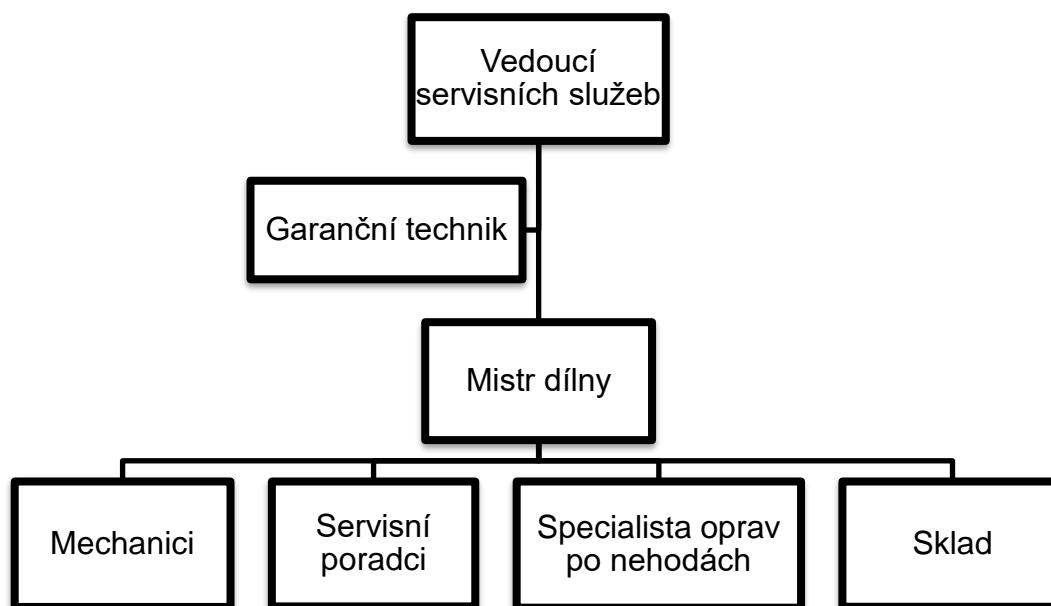 Vedoucí
servisních služeb
Garanční technik
Mistr dílny
Mechanici
Servisní
poradci
Specialista oprav
po nehodách
Sklad